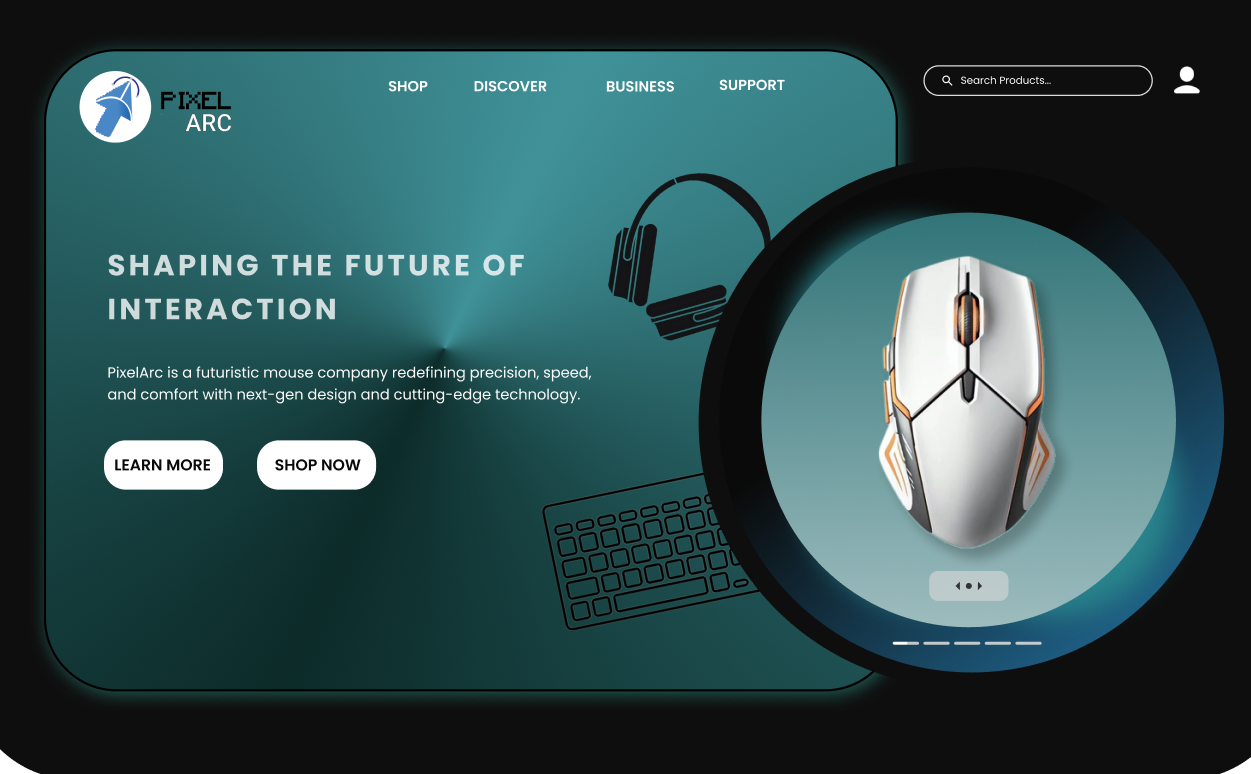 PIXEL
ARC
SHOP
DISCOVER
BUSINESS
SUPPORT
Search Products...
SHAPING THE FUTURE OF
INTERACTION
PixelArc is a futuristic mouse company redefining precision, speed,
and comfort with next-gen design and cutting-edge technology.
LEARN MORE
SHOP NOW